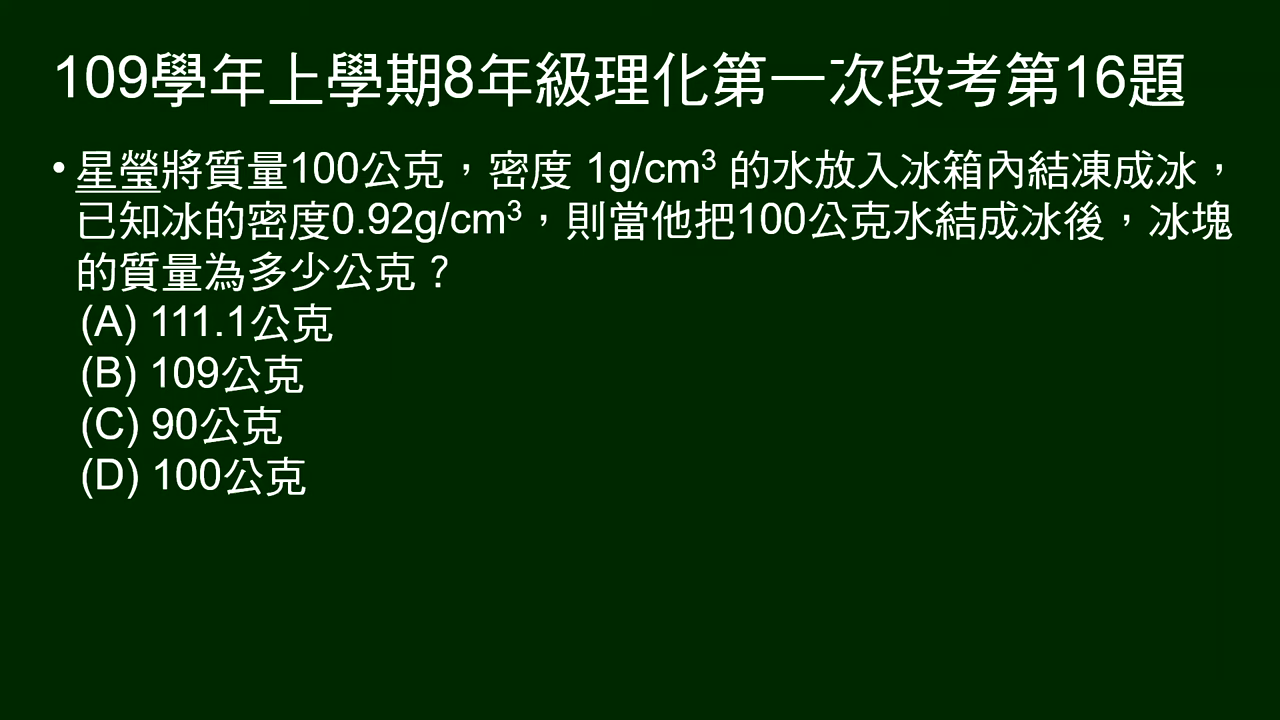 109學年上學期8年級理化第一次段考第16題
• 星瑩將質量100公克，密度 1g/cm³ 的水放入冰箱內結凍成冰，
已知冰的密度0.92g/cm³，則當他把100公克水結成冰後，冰塊
的質量為多少公克？
(A) 111.1公克
(B) 109公克
(C) 90公克
(D) 100公克